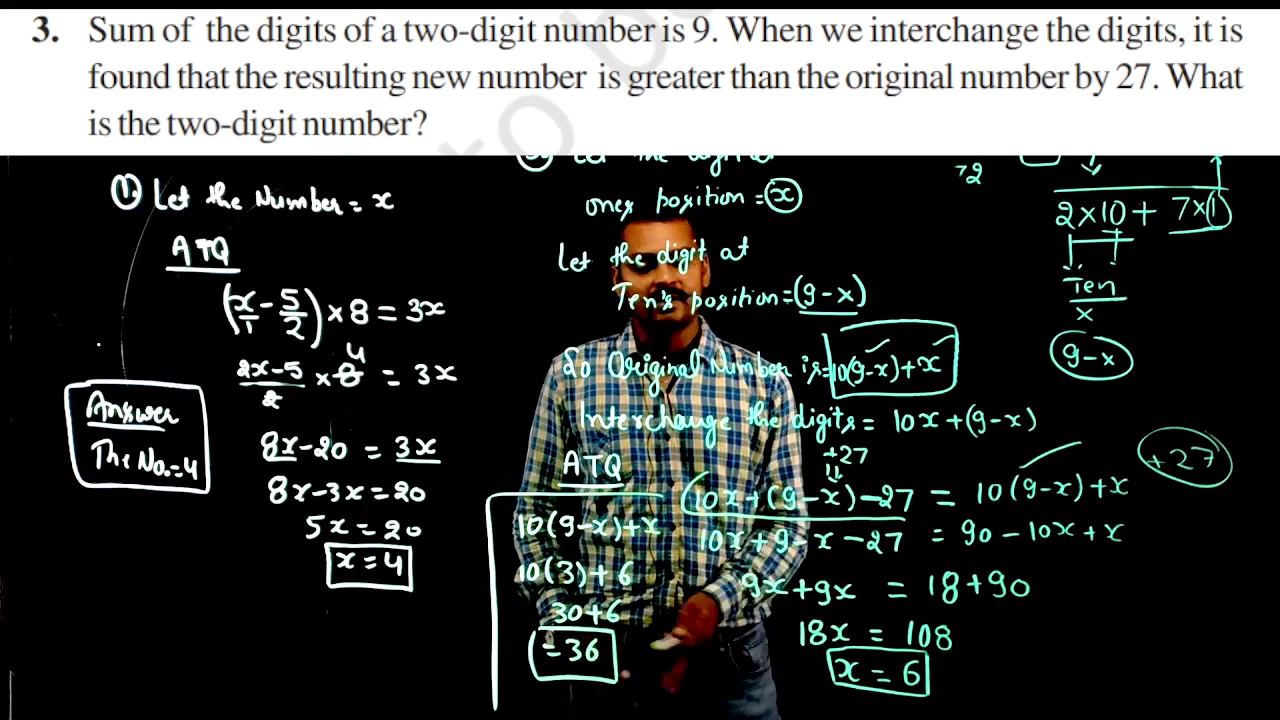 3. Sum of the digits of a two-digit number is 9. When we interchange the digits, it is
found that the resulting new number is greater than the original number by 27. What
is the two-digit number?
to be
① Let the Number = x
ATQ
(x/1 - 5/2) × 8 = 3x
4
(2x-5)/2 × 8 = 3x
8x-20 = 3x
8x-3x = 20
5x = 20
x = 4
Answer
The No. = 4
ones position = x
Let the digit at
Ten's position = (9-x)
So Original Number is = 10(9-x)+x
Interchange the digits = 10x+(9-x)
+27
ATQ
(10x+(9-x)-27 = 10(9-x)+x
10x+9-x-27 = 90-10x+x
9x+9x = 18+90
18x = 108
x = 6
10(9-x)+x
10(3)+6
30+6
=36
72
2×10 + 7×1
Ten
x
9-x
+27